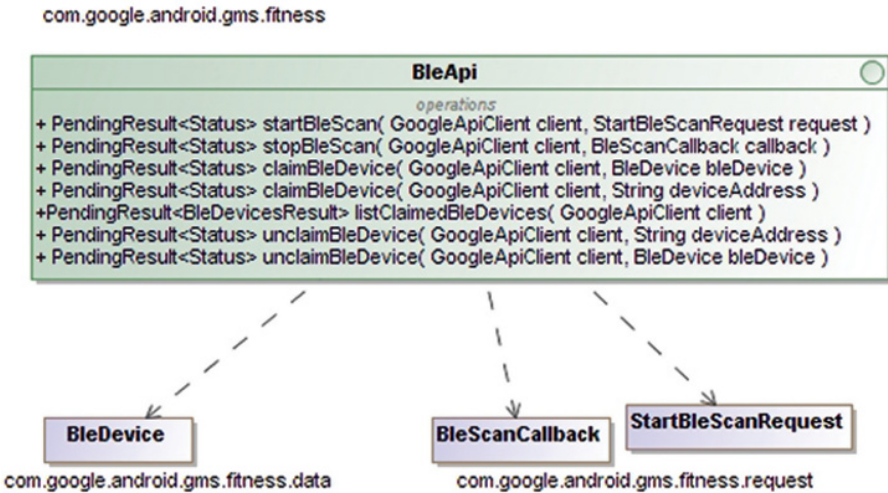 com.google.android.gms.fitness
BleApi
operations
+ PendingResult<Status> startBleScan( GoogleApiClient client, StartBleScanRequest request )
+ PendingResult<Status> stopBleScan( GoogleApiClient client, BleScanCallback callback )
+ PendingResult<Status> claimBleDevice( GoogleApiClient client, BleDevice bleDevice )
+ PendingResult<Status> claimBleDevice( GoogleApiClient client, String deviceAddress )
+PendingResult<BleDevicesResult> listClaimedBleDevices( GoogleApiClient client )
+ PendingResult<Status> unclaimBleDevice( GoogleApiClient client, String deviceAddress )
+ PendingResult<Status> unclaimBleDevice( GoogleApiClient client, BleDevice bleDevice )
BleDevice
BleScanCallback
StartBleScanRequest
com.google.android.gms.fitness.data
com.google.android.gms.fitness.request